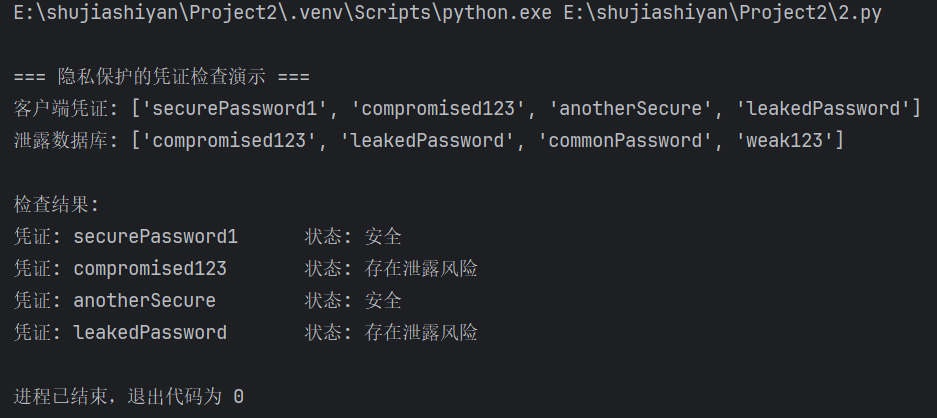 E:\shujiashiyan\Project2\.venv\Scripts\python.exe E:\shujiashiyan\Project2\2.py
=== 隐私保护的凭证检查演示 ===
客户端凭证: ['securePassword1', 'compromised123', 'anotherSecure', 'leakedPassword']
泄露数据库: ['compromised123', 'leakedPassword', 'commonPassword', 'weak123']
检查结果:
凭证: securePassword1 状态: 安全
凭证: compromised123 状态: 存在泄露风险
凭证: anotherSecure 状态: 安全
凭证: leakedPassword 状态: 存在泄露风险
进程已结束，退出代码为 0